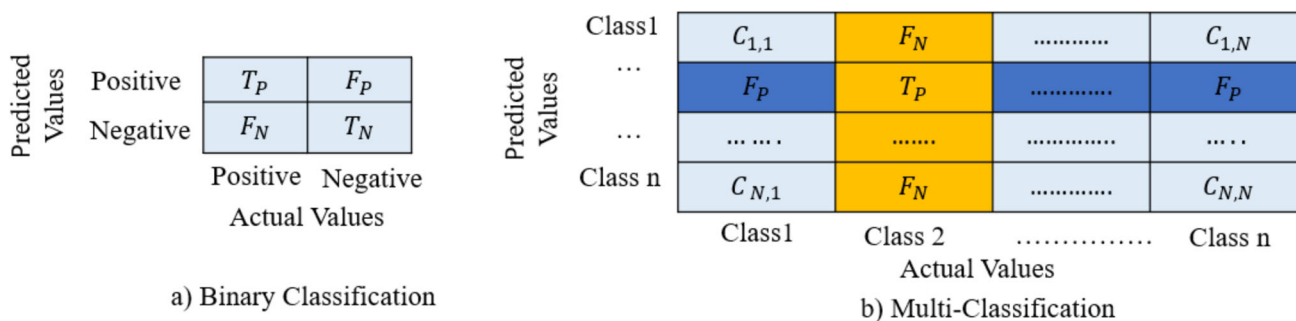 Predicted
Values
Positive
Negative
T_P F_P
F_N T_N
Positive Negative
Actual Values
a) Binary Classification
Predicted
Values
Class1
...
...
Class n
C_{1,1} F_N ............ C_{1,N}
F_P T_P ............. F_P
... ... ....... .............. ... ..
C_{N,1} F_N ............. C_{N,N}
Class1 Class 2 ............... Class n
Actual Values
b) Multi-Classification